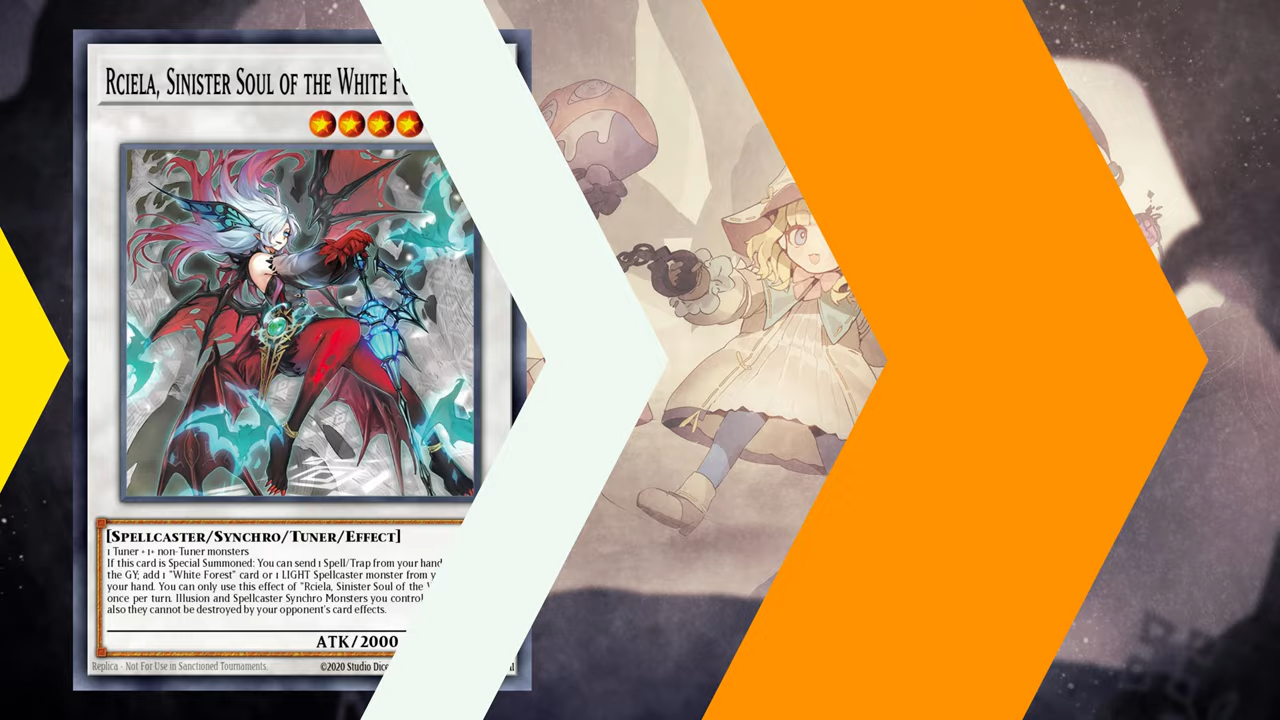 Rciela, Sinister Soul of the White
[Spellcaster/Synchro/Tuner/Effect]
1 Tuner + 1+ non-Tuner monsters
If this card is Special Summoned: You can send 1 Spell/Trap from your hand
the GY; add 1 "White Forest" card or 1 LIGHT Spellcaster monster from
your hand. You can only use this effect of "Rciela, Sinister Soul of the
once per turn. Illusion and Spellcaster Synchro Monsters you control
also they cannot be destroyed by your opponent's card effects.
ATK/2000
Replica - Not For Use in Sanctioned Tournaments.
©2020 Studio